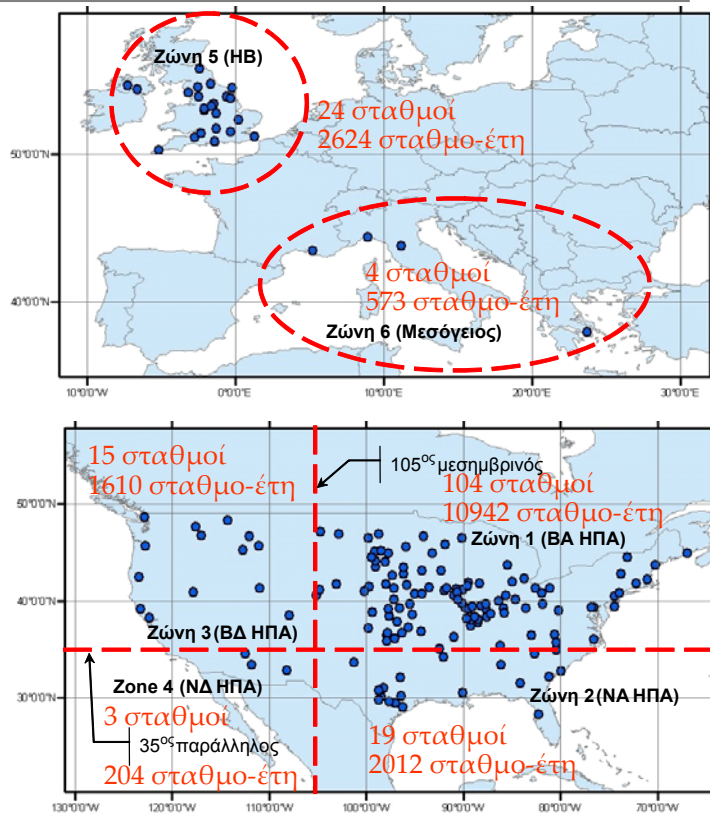 Ζώνη 5 (ΗΒ)
24 σταθμοί
2624 σταθμο-έτη
50°0'0"N
4 σταθμοί
573 σταθμο-έτη
40°0'0"N
Ζώνη 6 (Μεσόγειος)
10°0'0"W 0°0'0"E 10°0'0"E 20°0'0"E 30°0'0"E
15 σταθμοί
1610 σταθμο-έτη
105ος μεσημβρινός
104 σταθμοί
10942 σταθμο-έτη
50°0'0"N
Ζώνη 1 (ΒΑ ΗΠΑ)
40°0'0"N
Ζώνη 3 (ΒΔ ΗΠΑ)
Zone 4 (ΝΔ ΗΠΑ)
Ζώνη 2 (ΝΑ ΗΠΑ)
30°0'0"N
3 σταθμοί
35ος παράλληλος
204 σταθμο-έτη
19 σταθμοί
2012 σταθμο-έτη
130°0'0"W 120°0'0"W 110°0'0"W 100°0'0"W 90°0'0"W 80°0'0"W 70°0'0"W